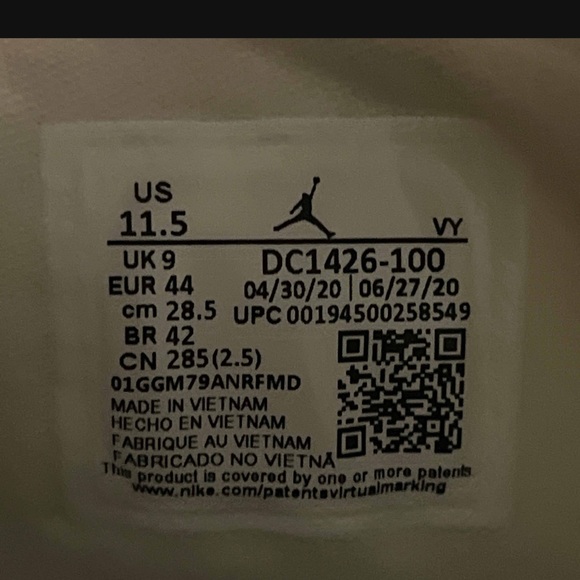 US
11.5
VY
UK 9
DC1426-100
EUR 44
04/30/20 | 06/27/20
cm 28.5
UPC 00194500258549
BR 42
CN 285(2.5)
01GGM79ANRFMD
MADE IN VIETNAM
HECHO EN VIETNAM
FABRIQUE AU VIETNAM
FABRICADO NO VIETNÃ
This product is covered by one or more patents
www.nike.com/patentsvirtualmarking